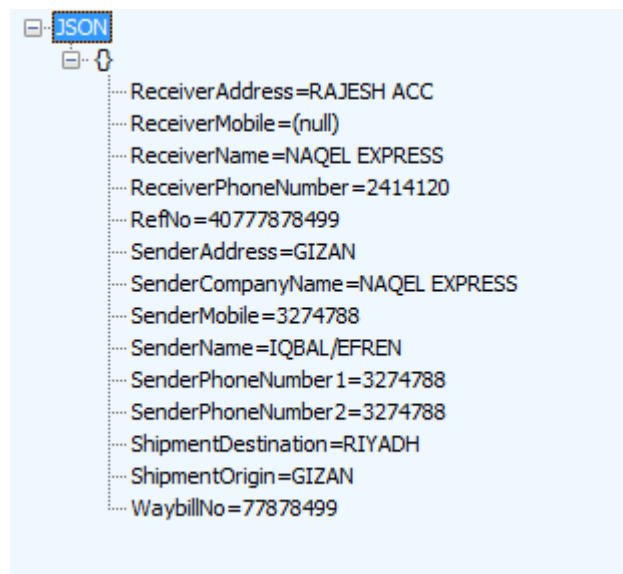 JSON
{}
ReceiverAddress=RAJESH ACC
ReceiverMobile=(null)
ReceiverName=NAQEL EXPRESS
ReceiverPhoneNumber=2414120
RefNo=40777878499
SenderAddress=GIZAN
SenderCompanyName=NAQEL EXPRESS
SenderMobile=3274788
SenderName=IQBAL/EFREN
SenderPhoneNumber1=3274788
SenderPhoneNumber2=3274788
ShipmentDestination=RIYADH
ShipmentOrigin=GIZAN
WaybillNo=77878499